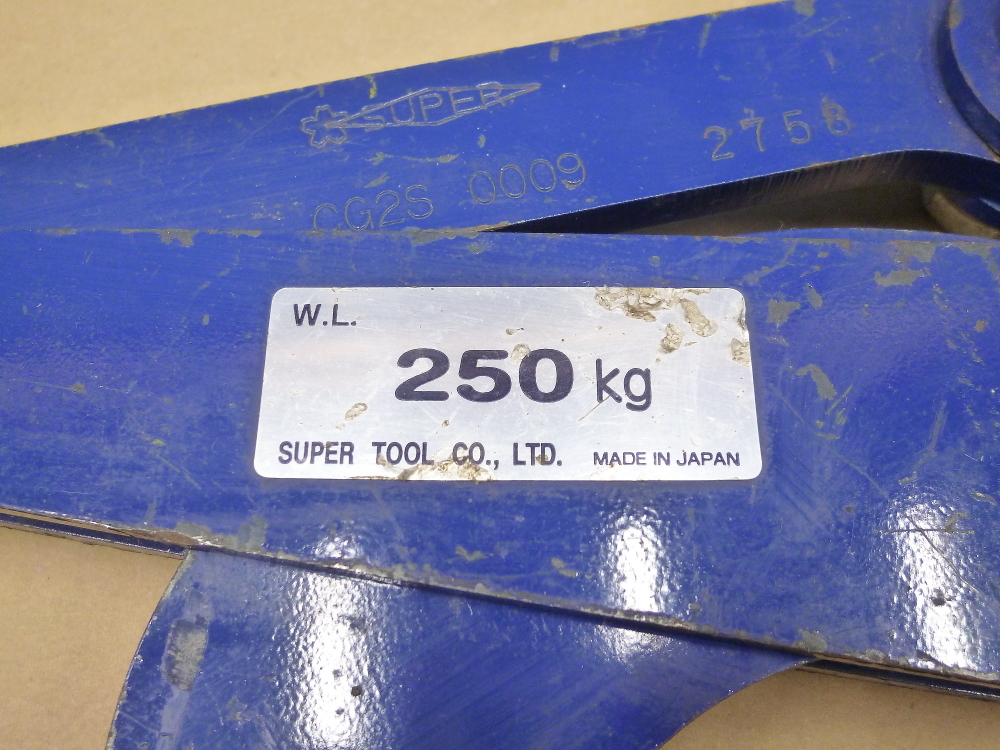 SUPER
2758
CG2S 0009
W.L.
250 kg
SUPER TOOL CO., LTD. MADE IN JAPAN